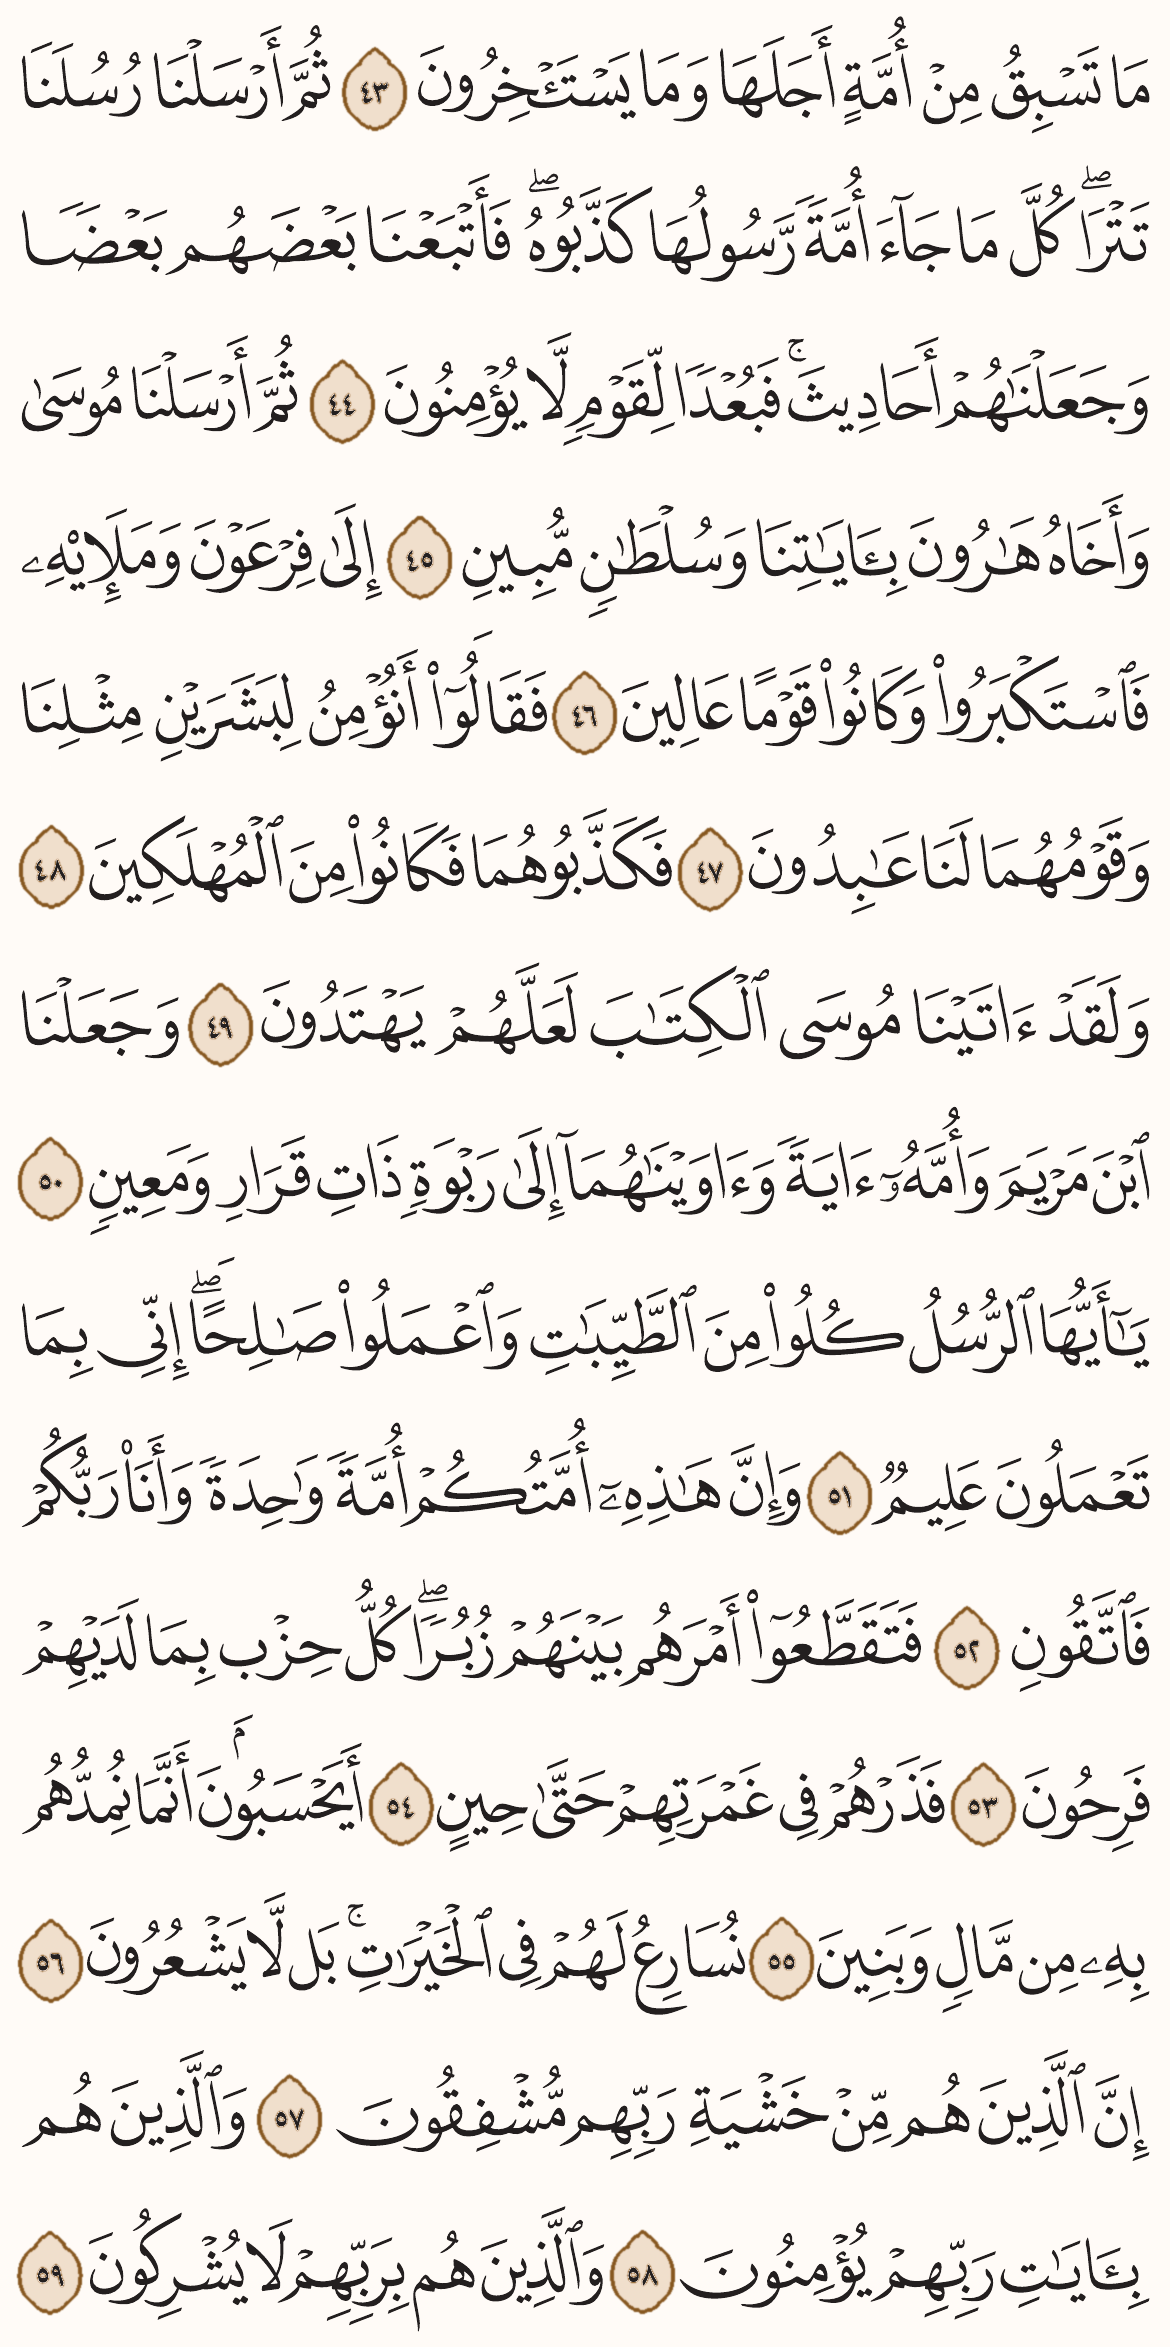 مَا تَسْبِقُ مِنْ أُمَّةٍ أَجَلَهَا وَمَا يَسْتَـْٔخِرُونَ ٤٣ ثُمَّ أَرْسَلْنَا رُسُلَنَا
تَتْرَاۖ كُلَّ مَا جَآءَ أُمَّةً رَّسُولُهَا كَذَّبُوهُۖ فَأَتْبَعْنَا بَعْضَهُم بَعْضًا
وَجَعَلْنَٰهُمْ أَحَادِيثَۚ فَبُعْدًا لِّقَوْمٍ لَّا يُؤْمِنُونَ ٤٤ ثُمَّ أَرْسَلْنَا مُوسَىٰ
وَأَخَاهُ هَٰرُونَ بِـَٔايَٰتِنَا وَسُلْطَٰنٍ مُّبِينٍ ٤٥ إِلَىٰ فِرْعَوْنَ وَمَلَإِي۟هِۦ
فَٱسْتَكْبَرُوا۟ وَكَانُوا۟ قَوْمًا عَالِينَ ٤٦ فَقَالُوٓا۟ أَنُؤْمِنُ لِبَشَرَيْنِ مِثْلِنَا
وَقَوْمُهُمَا لَنَا عَٰبِدُونَ ٤٧ فَكَذَّبُوهُمَا فَكَانُوا۟ مِنَ ٱلْمُهْلَكِينَ ٤٨
وَلَقَدْ ءَاتَيْنَا مُوسَى ٱلْكِتَٰبَ لَعَلَّهُمْ يَهْتَدُونَ ٤٩ وَجَعَلْنَا
ٱبْنَ مَرْيَمَ وَأُمَّهُۥٓ ءَايَةً وَءَاوَيْنَٰهُمَآ إِلَىٰ رَبْوَةٍ ذَاتِ قَرَارٍ وَمَعِينٍ ٥٠
يَٰٓأَيُّهَا ٱلرُّسُلُ كُلُوا۟ مِنَ ٱلطَّيِّبَٰتِ وَٱعْمَلُوا۟ صَٰلِحًاۖ إِنِّى بِمَا
تَعْمَلُونَ عَلِيمٌ ٥١ وَإِنَّ هَٰذِهِۦٓ أُمَّتُكُمْ أُمَّةً وَٰحِدَةً وَأَنَا۠ رَبُّكُمْ
فَٱتَّقُونِ ٥٢ فَتَقَطَّعُوٓا۟ أَمْرَهُم بَيْنَهُمْ زُبُرًاۖ كُلُّ حِزْبٍۭ بِمَا لَدَيْهِمْ
فَرِحُونَ ٥٣ فَذَرْهُمْ فِى غَمْرَتِهِمْ حَتَّىٰ حِينٍ ٥٤ أَيَحْسَبُونَ أَنَّمَا نُمِدُّهُم
بِهِۦ مِن مَّالٍ وَبَنِينَ ٥٥ نُسَارِعُ لَهُمْ فِى ٱلْخَيْرَٰتِۚ بَل لَّا يَشْعُرُونَ ٥٦
إِنَّ ٱلَّذِينَ هُم مِّنْ خَشْيَةِ رَبِّهِم مُّشْفِقُونَ ٥٧ وَٱلَّذِينَ هُم
بِـَٔايَٰتِ رَبِّهِمْ يُؤْمِنُونَ ٥٨ وَٱلَّذِينَ هُم بِرَبِّهِمْ لَا يُشْرِكُونَ ٥٩